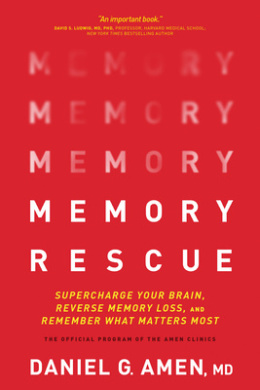 "An important book."
DAVID S. LUDWIG, MD, PHD, PROFESSOR, HARVARD MEDICAL SCHOOL,
NEW YORK TIMES BESTSELLING AUTHOR
MEMORY
MEMORY
MEMORY
MEMORY
RESCUE
SUPERCHARGE YOUR BRAIN,
REVERSE MEMORY LOSS, AND
REMEMBER WHAT MATTERS MOST
THE OFFICIAL PROGRAM OF THE AMEN CLINICS
DANIEL G. AMEN, MD